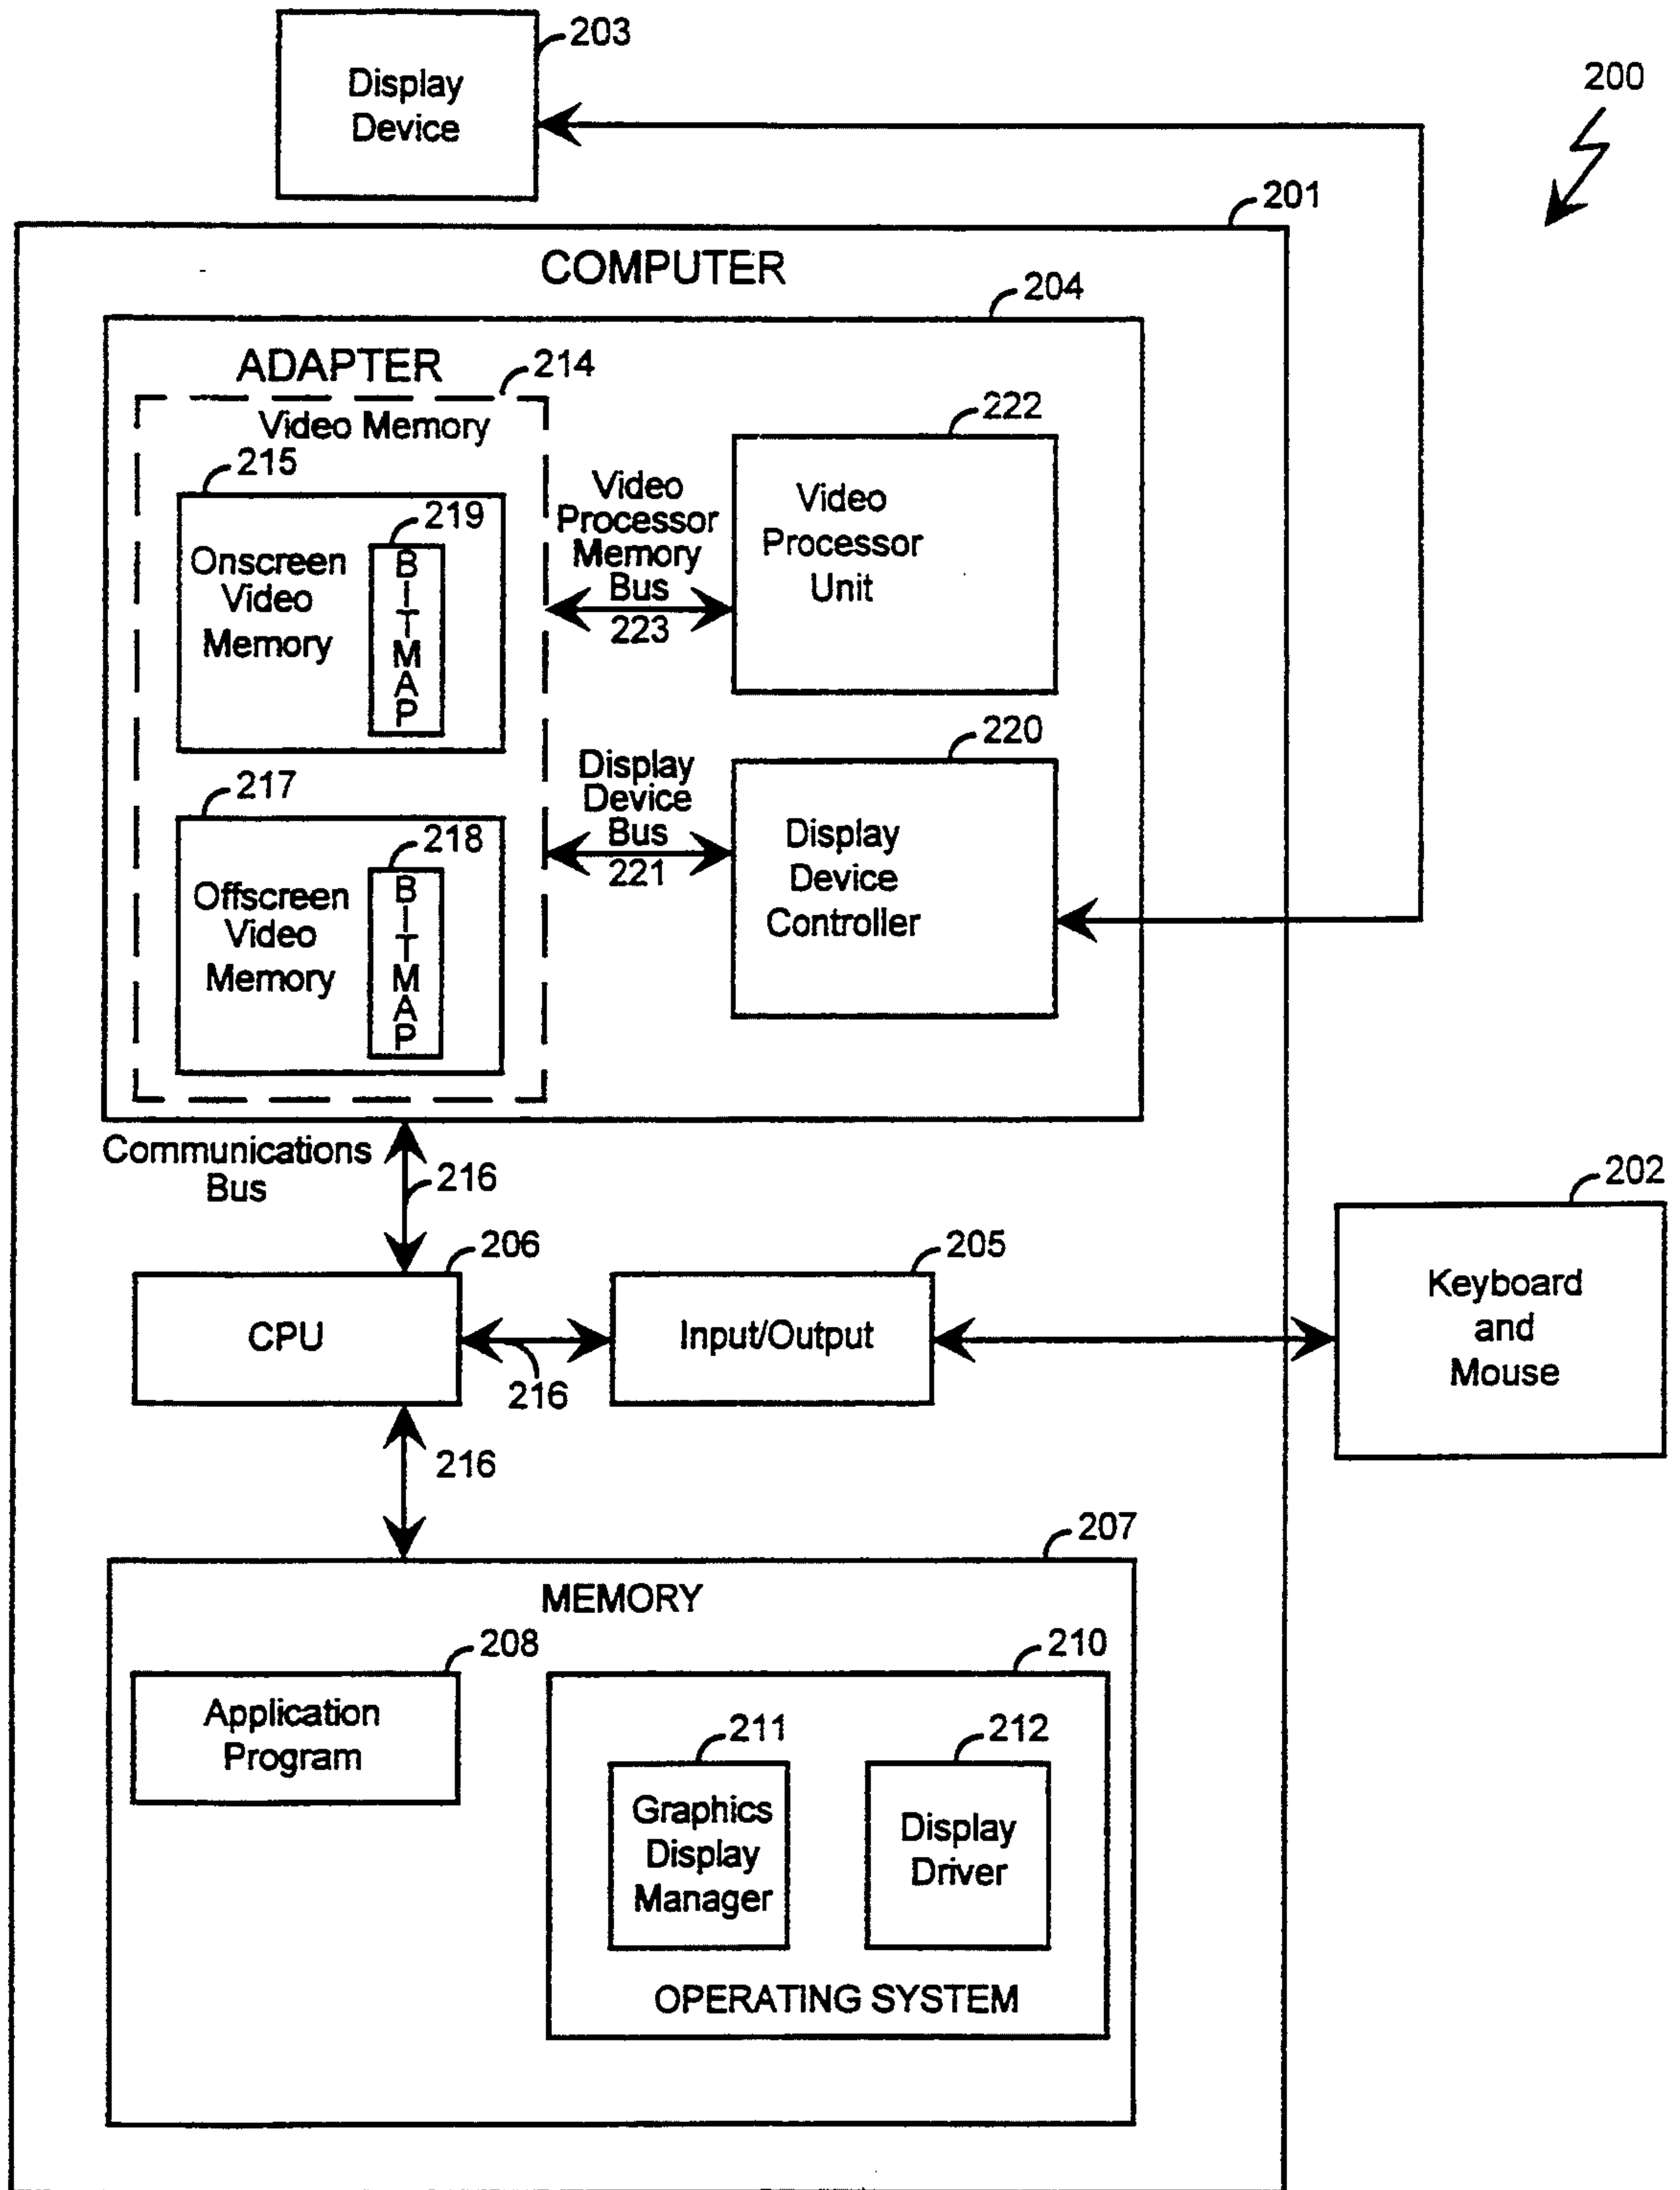 203
Display
Device
200
201
COMPUTER
204
ADAPTER
214
Video Memory
222
215
219
Onscreen
Video
Memory
BITMAP
Video
Processor
Memory
Bus
223
Video
Processor
Unit
220
217
218
Offscreen
Video
Memory
BITMAP
Display
Device
Bus
221
Display
Device
Controller
Communications
Bus
216
202
206
205
CPU
216
Input/Output
Keyboard
and
Mouse
216
207
MEMORY
208
210
Application
Program
211
212
Graphics
Display
Manager
Display
Driver
OPERATING SYSTEM